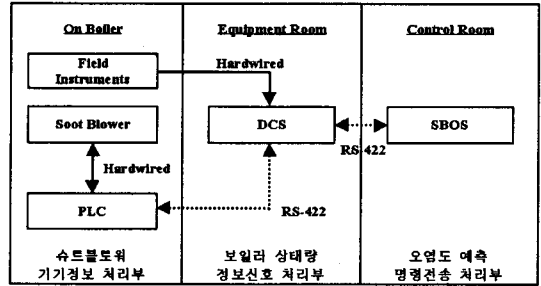 On Boiler
Equipment Room
Control Room
Field
Instruments
Hardwired
Soot Blower
DCS
SBOS
RS-422
Hardwired
PLC
RS-422
슈트블로워
기기정보 처리부
보일라 상태량
정보신호 처리부
오염도 예측
명령전송 처리부